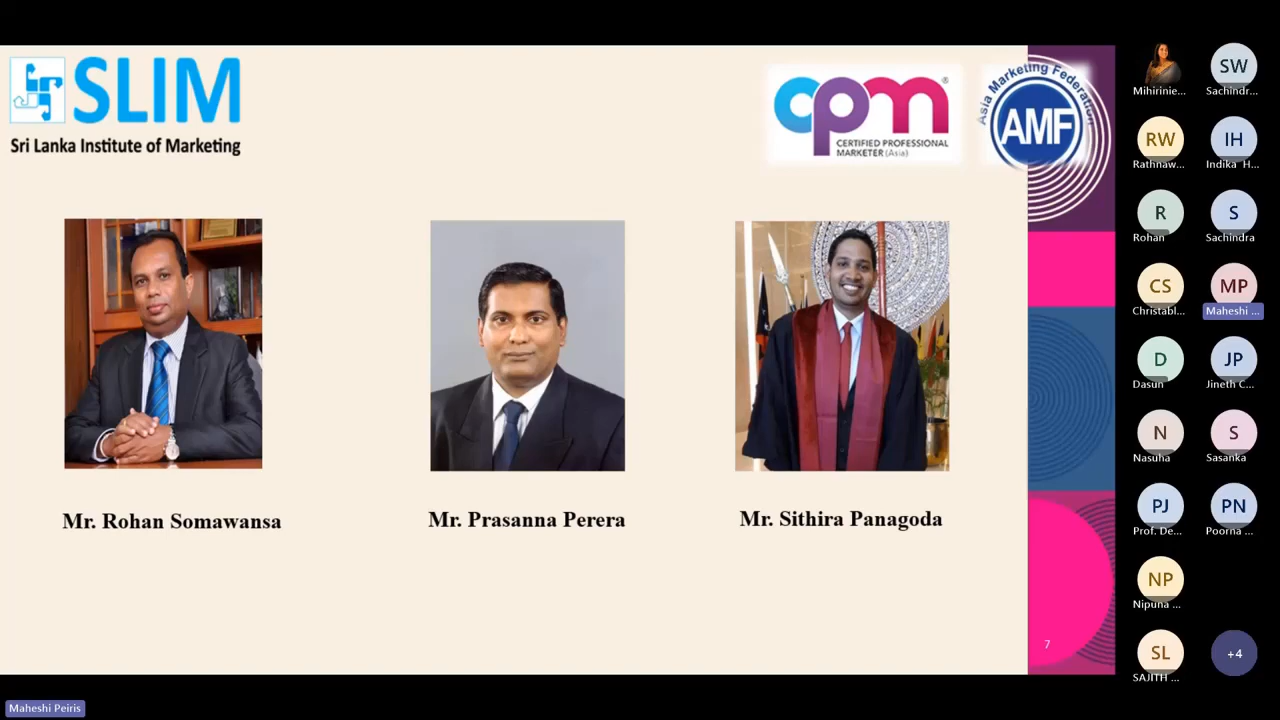 SLIM
Sri Lanka Institute of Marketing
cpm®
CERTIFIED PROFESSIONAL
MARKETER (Asia)
Asia Marketing Federation
AMF
Mr. Rohan Somawansa
Mr. Prasanna Perera
Mr. Sithira Panagoda
7
Mihirinie...
SW
Sachindr...
RW
Rathnaw...
IH
Indika H...
R
Rohan
S
Sachindra
CS
Christabl...
MP
Maheshi ...
D
Dasun
JP
Jineth C...
N
Nasuha
S
Sasanka
PJ
Prof. De...
PN
Poorna ...
NP
Nipuna ...
SL
SAJITH ...
+4
Maheshi Peiris